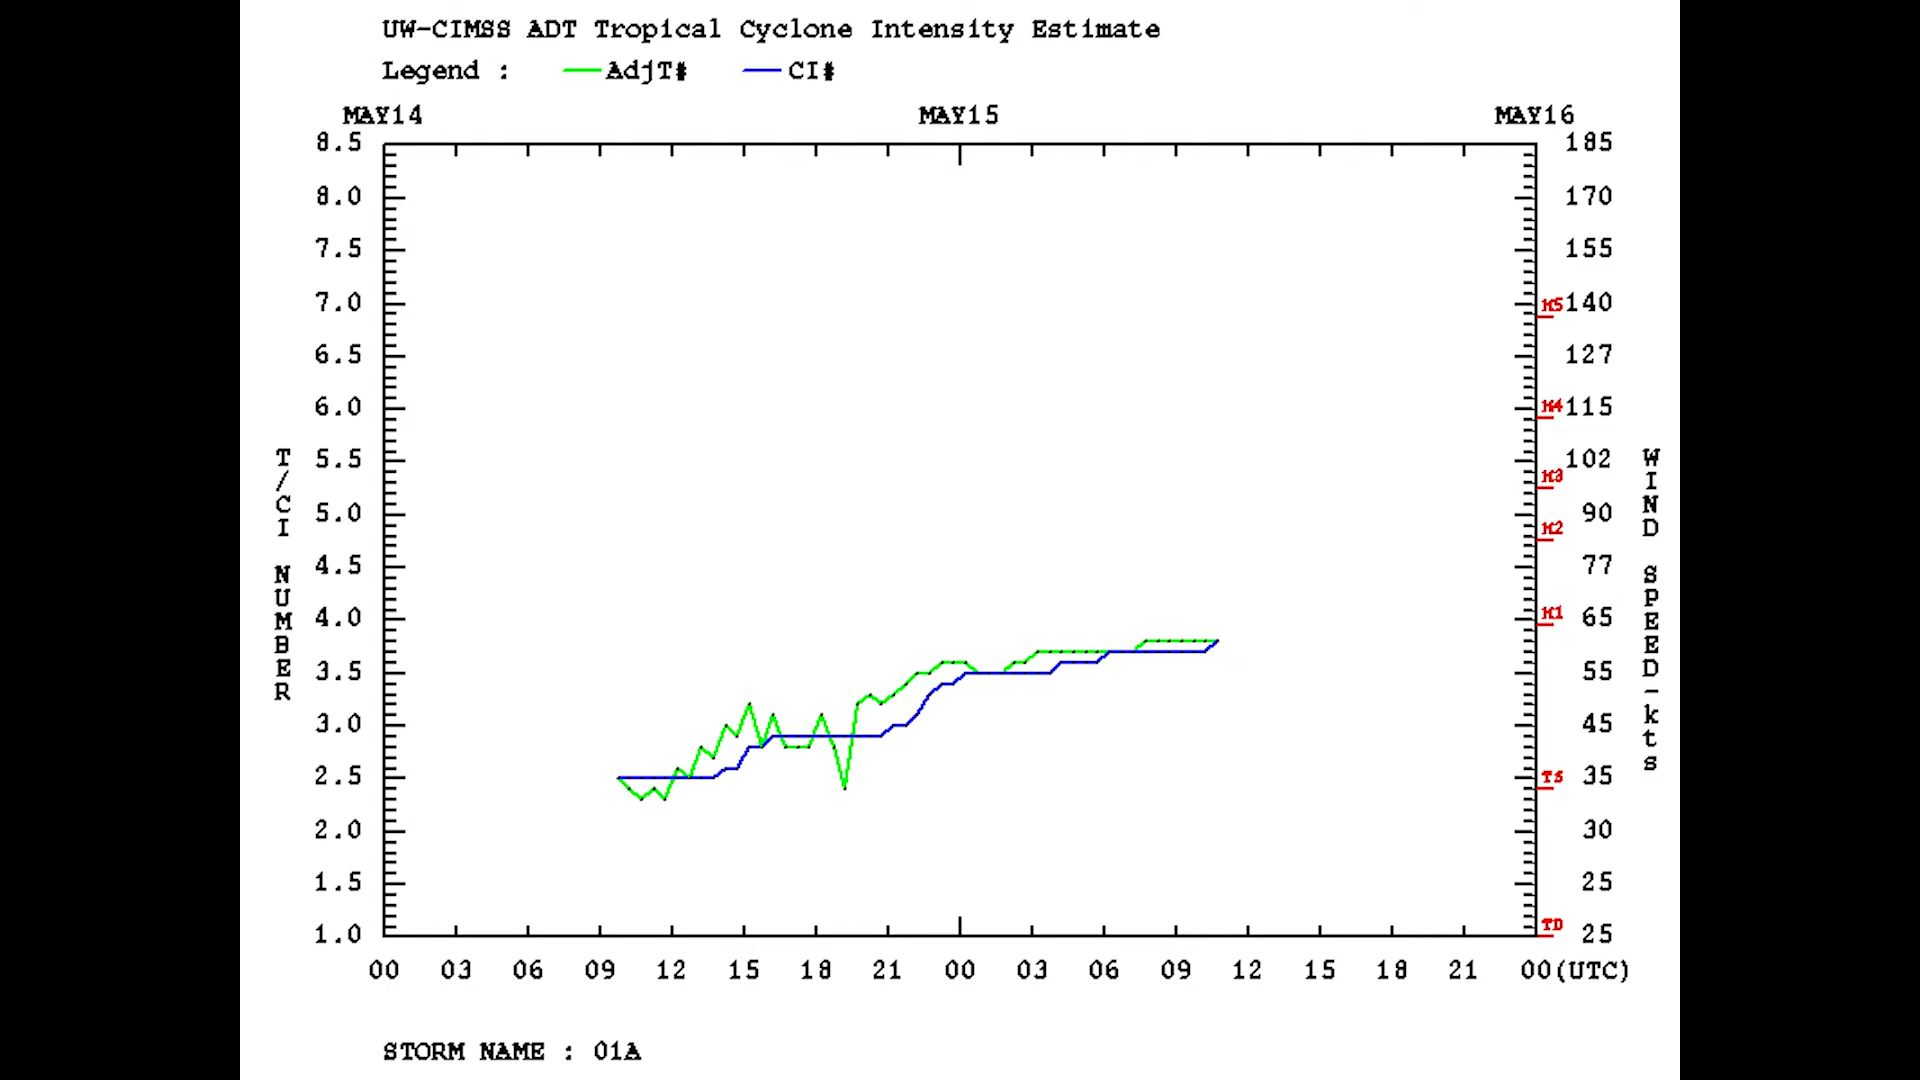 UW-CIMSS ADT Tropical Cyclone Intensity Estimate
Legend : AdjT# CI#
MAY14 MAY15 MAY16
8.5 185
8.0 170
7.5 155
7.0 H5 140
6.5 127
6.0 H4 115
5.5 102
H3
5.0 90
H2
4.5 77
4.0 H1 65
3.5 55
3.0 45
2.5 TS 35
2.0 30
1.5 25
1.0 TD 25
T/CI NUMBER
WIND SPEED-kts
00 03 06 09 12 15 18 21 00 03 06 09 12 15 18 21 00(UTC)
STORM NAME : 01A